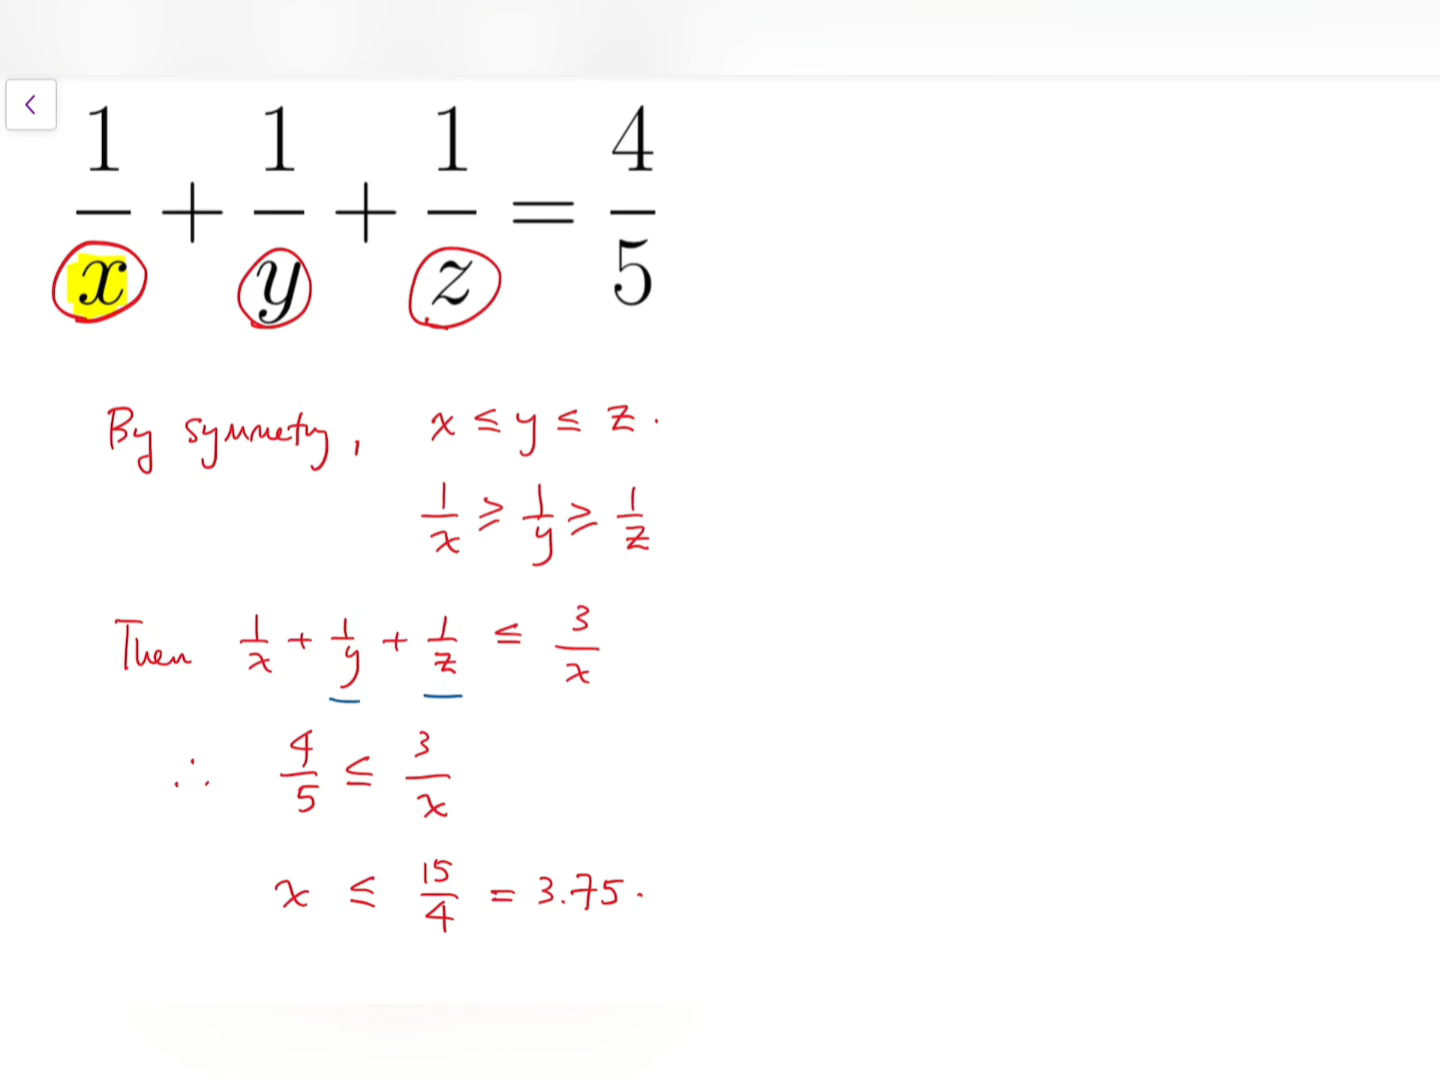 1/x + 1/y + 1/z = 4/5
By symmetry, x ≤ y ≤ z.
1/x ≥ 1/y ≥ 1/z
Then 1/x + 1/y + 1/z ≤ 3/x
∴ 4/5 ≤ 3/x
x ≤ 15/4 = 3.75.